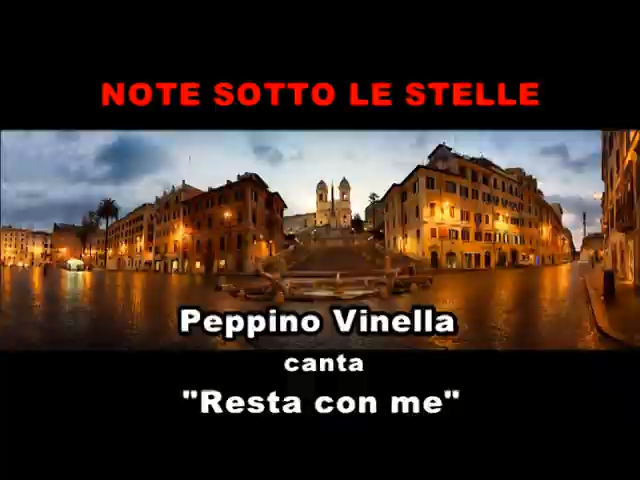 NOTE SOTTO LE STELLE
Peppino Vinella
canta
"Resta con me"